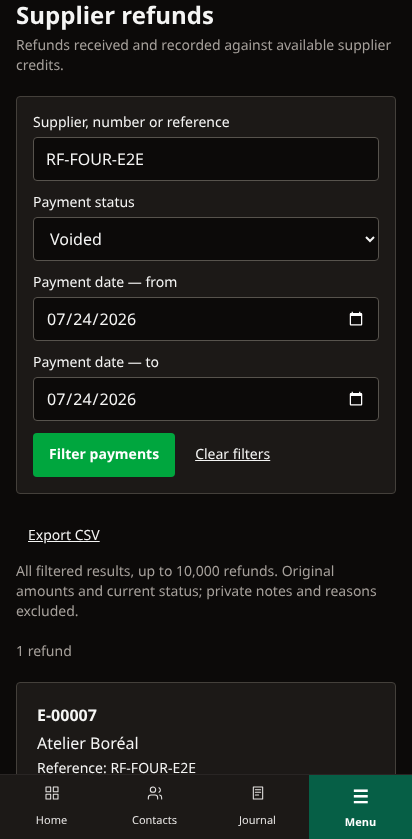 Supplier refunds
Refunds received and recorded against available supplier
credits.
Supplier, number or reference
RF-FOUR-E2E
Payment status
Voided
Payment date — from
07/24/2026
Payment date — to
07/24/2026
Filter payments
Clear filters
Export CSV
All filtered results, up to 10,000 refunds. Original
amounts and current status; private notes and reasons
excluded.
1 refund
E-00007
Atelier Boréal
Reference: RF-FOUR-E2E
Home
Contacts
Journal
Menu